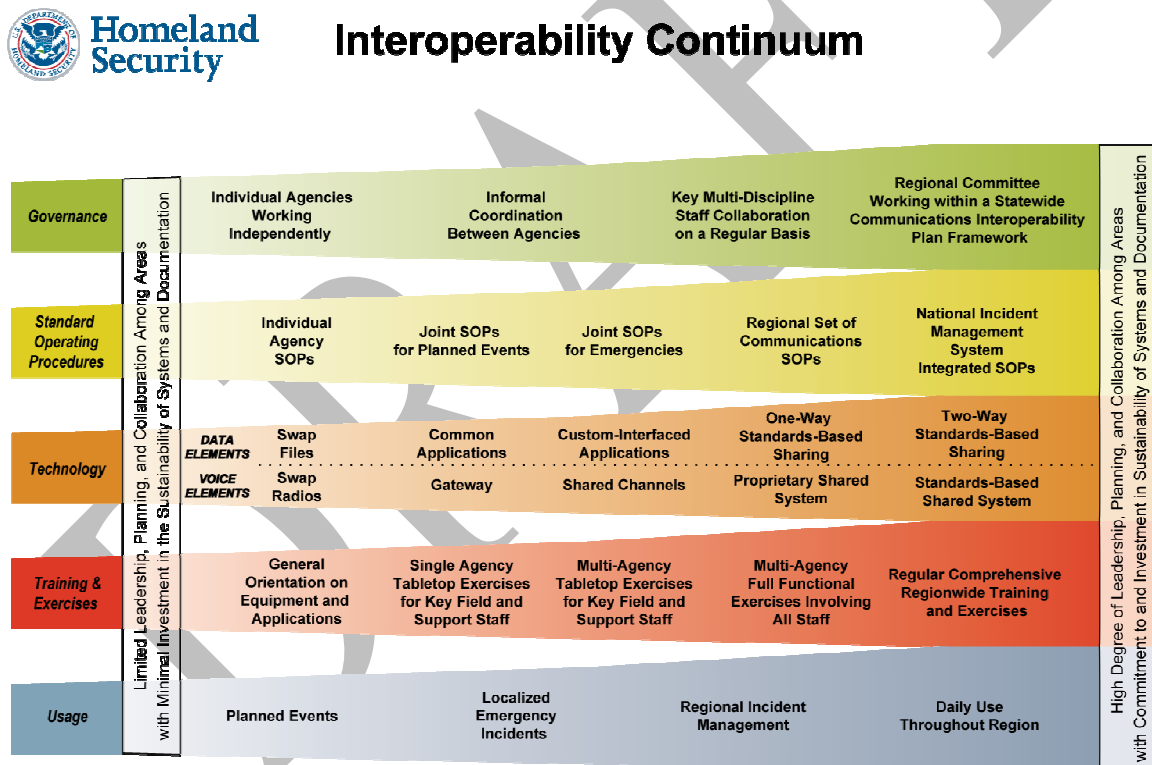 Homeland
Security
Interoperability Continuum
U.S. DEPARTMENT OF
HOMELAND SECURITY
Limited Leadership, Planning, and Collaboration Among Areas
with Minimal Investment in the Sustainability of Systems and Documentation
Governance
Individual Agencies
Working
Independently
Informal
Coordination
Between Agencies
Key Multi-Discipline
Staff Collaboration
on a Regular Basis
Regional Committee
Working within a Statewide
Communications Interoperability
Plan Framework
Standard
Operating
Procedures
Individual
Agency
SOPs
Joint SOPs
for Planned Events
Joint SOPs
for Emergencies
Regional Set of
Communications
SOPs
National Incident
Management
System
Integrated SOPs
Technology
DATA
ELEMENTS
Swap
Files
Common
Applications
Custom-Interfaced
Applications
One-Way
Standards-Based
Sharing
Two-Way
Standards-Based
Sharing
VOICE
ELEMENTS
Swap
Radios
Gateway
Shared Channels
Proprietary Shared
System
Standards-Based
Shared System
Training &
Exercises
General
Orientation on
Equipment and
Applications
Single Agency
Tabletop Exercises
for Key Field and
Support Staff
Multi-Agency
Tabletop Exercises
for Key Field and
Support Staff
Multi-Agency
Full Functional
Exercises Involving
All Staff
Regular Comprehensive
Regionwide Training
and Exercises
Usage
Planned Events
Localized
Emergency
Incidents
Regional Incident
Management
Daily Use
Throughout Region
High Degree of Leadership, Planning, and Collaboration Among Areas
with Commitment to and Investment in Sustainability of Systems and Documentation